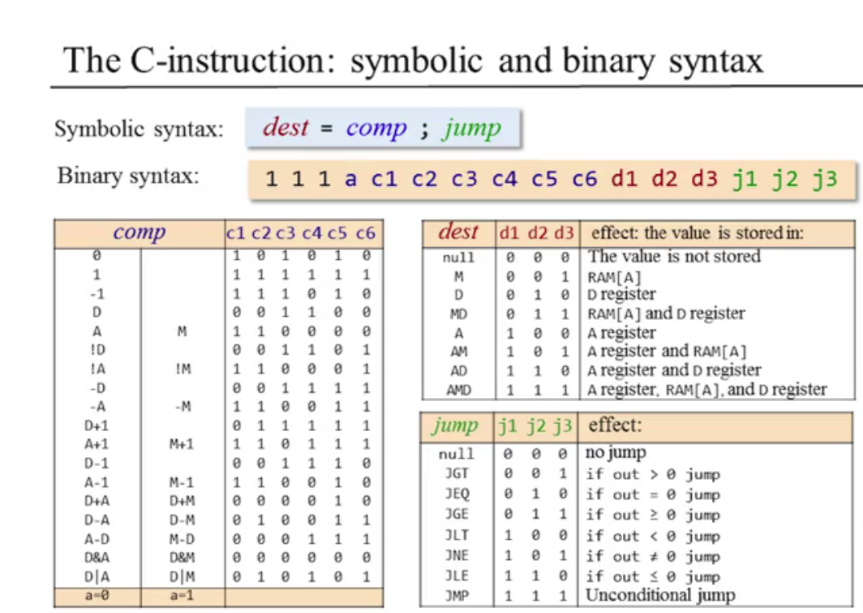 The C-instruction: symbolic and binary syntax
Symbolic syntax: dest = comp ; jump
Binary syntax: 1 1 1 a c1 c2 c3 c4 c5 c6 d1 d2 d3 j1 j2 j3
comp c1 c2 c3 c4 c5 c6
0 1 0 1 0 1 0
1 1 1 1 1 1 1
-1 1 1 1 0 1 0
D 0 0 1 1 0 0
A M 1 1 0 0 0 0
!D 0 0 1 1 0 1
!A !M 1 1 0 0 0 1
-D 0 0 1 1 1 1
-A -M 1 1 0 0 1 1
D+1 0 1 1 1 1 1
A+1 M+1 1 1 0 1 1 1
D-1 0 0 1 1 1 0
A-1 M-1 1 1 0 0 1 0
D+A D+M 0 0 0 0 1 0
D-A D-M 0 1 0 0 1 1
A-D M-D 0 0 0 1 1 1
D&A D&M 0 0 0 0 0 0
D|A D|M 0 1 0 1 0 1
a=0 a=1
dest d1 d2 d3 effect: the value is stored in:
null 0 0 0 The value is not stored
M 0 0 1 RAM[A]
D 0 1 0 D register
MD 0 1 1 RAM[A] and D register
A 1 0 0 A register
AM 1 0 1 A register and RAM[A]
AD 1 1 0 A register and D register
AMD 1 1 1 A register, RAM[A], and D register
jump j1 j2 j3 effect:
null 0 0 0 no jump
JGT 0 0 1 if out > 0 jump
JEQ 0 1 0 if out = 0 jump
JGE 0 1 1 if out ≥ 0 jump
JLT 1 0 0 if out < 0 jump
JNE 1 0 1 if out ≠ 0 jump
JLE 1 1 0 if out ≤ 0 jump
JMP 1 1 1 Unconditional jump